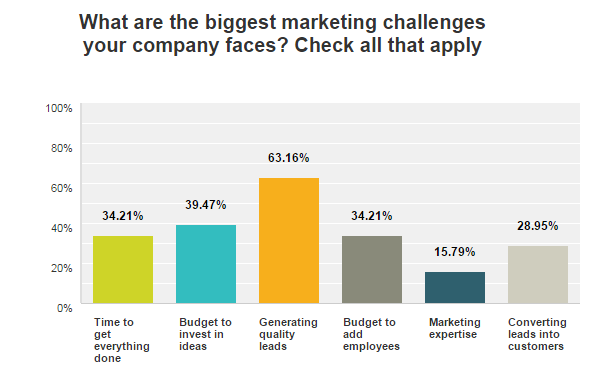 What are the biggest marketing challenges
your company faces? Check all that apply
100%
80%
60%
40%
20%
0%
34.21%
39.47%
63.16%
34.21%
15.79%
28.95%
Time to
get
everything
done
Budget to
invest in
ideas
Generating
quality
leads
Budget to
add
employees
Marketing
expertise
Converting
leads into
customers